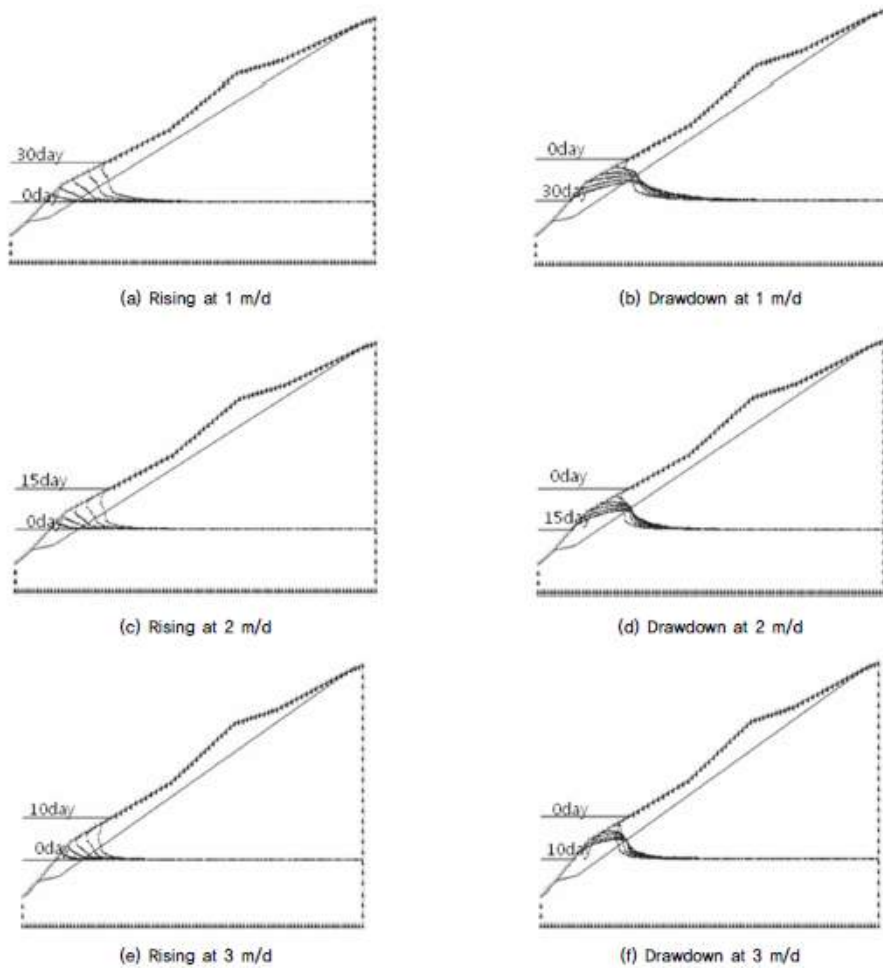 30day
0day
(a) Rising at 1 m/d
0day
30day
(b) Drawdown at 1 m/d
15day
0day
(c) Rising at 2 m/d
0day
15day
(d) Drawdown at 2 m/d
10day
0day
(e) Rising at 3 m/d
0day
10day
(f) Drawdown at 3 m/d